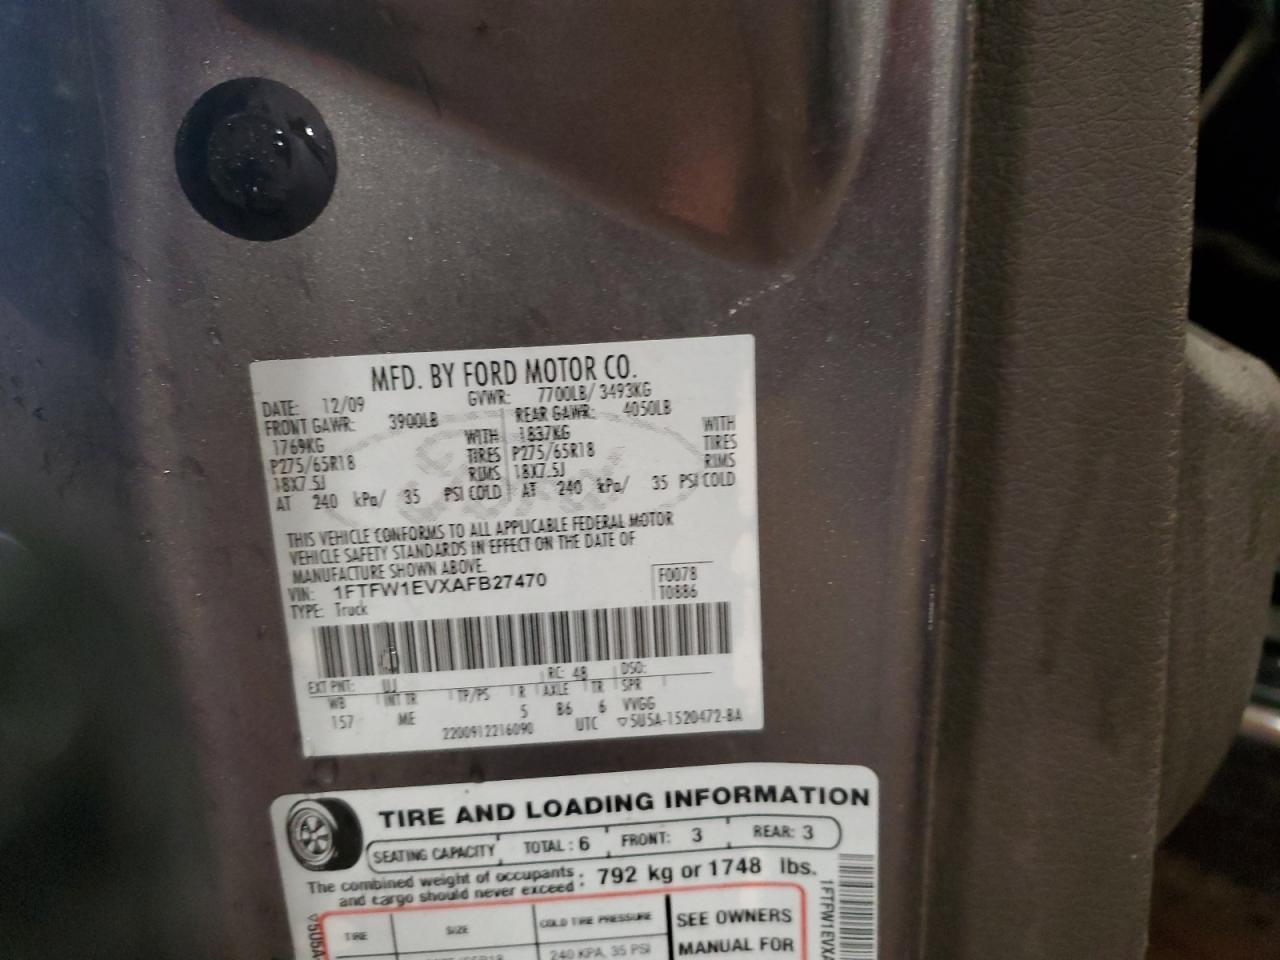 MFD. BY FORD MOTOR CO.
DATE: 12/09 GVWR: 7700LB/ 3493KG
FRONT GAWR: 3900LB REAR GAWR: 4050LB
1769KG WITH 1837KG WITH
P275/65R18 TIRES P275/65R18 TIRES
18X7.5J RIMS 18X7.5J RIMS
AT 240 kPa/ 35 PSI COLD AT 240 kPa/ 35 PSI COLD
THIS VEHICLE CONFORMS TO ALL APPLICABLE FEDERAL MOTOR
VEHICLE SAFETY STANDARDS IN EFFECT ON THE DATE OF
MANUFACTURE SHOWN ABOVE.
VIN: 1FTFW1EVXAFB27470 F0078
TYPE: Truck T0886
EXT PNT: UJ RC: 48 DSO:
WB INT TR TP/PS R AXLE TR SPR
157 ME 5 B6 6 VVGG
2200912216090 UTC ▽5U5A-1520472-BA
TIRE AND LOADING INFORMATION
SEATING CAPACITY TOTAL: 6 FRONT: 3 REAR: 3
The combined weight of occupants and cargo should never exceed: 792 kg or 1748 lbs.
TIRE SIZE COLD TIRE PRESSURE SEE OWNERS
240 KPA, 35 PSI MANUAL FOR
▽5U5A-
1FTFW1EVXA